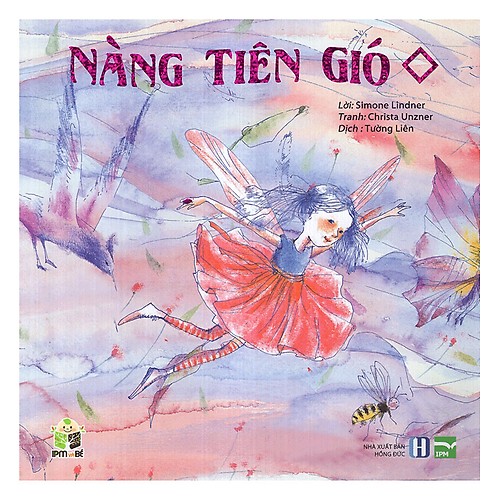 NÀNG TIÊN GIÓ
Lời: Simone Lindner
Tranh: Christa Unzner
Dịch : Tường Liên
IPM và BÉ
NHÀ XUẤT BẢN
HỒNG ĐỨC
H
IPM